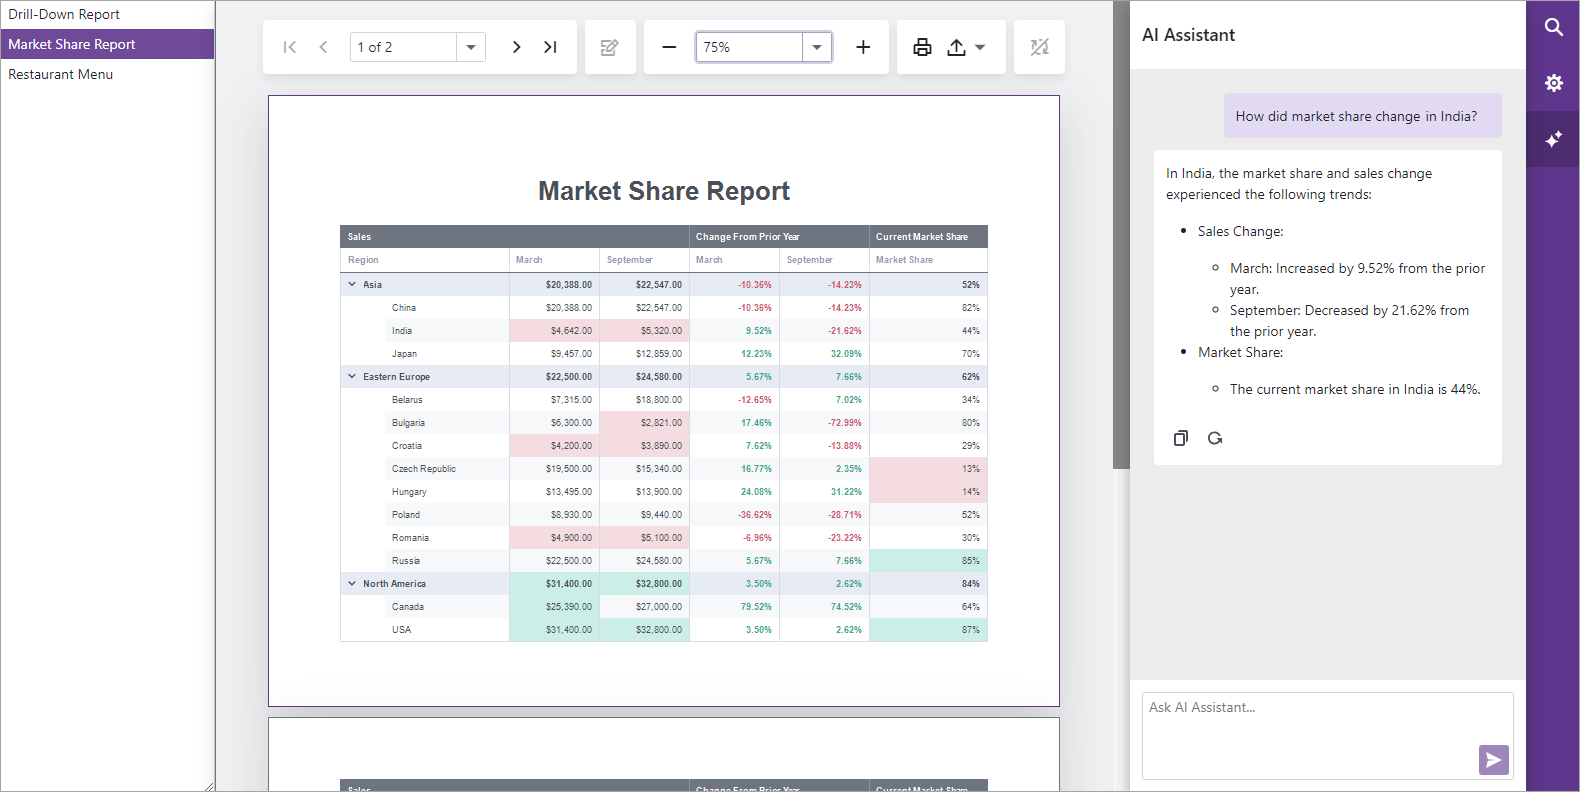 Drill-Down Report
Market Share Report
Restaurant Menu
1 of 2
75%
Market Share Report
Sales Change From Prior Year Current Market Share
Region March September March September Market Share
Asia $20,388.00 $22,547.00 -10.36% -14.23% 52%
China $20,388.00 $22,547.00 -10.36% -14.23% 82%
India $4,642.00 $5,320.00 9.52% -21.62% 44%
Japan $9,457.00 $12,859.00 12.23% 32.09% 70%
Eastern Europe $22,500.00 $24,580.00 5.67% 7.66% 62%
Belarus $7,315.00 $18,800.00 -12.65% 7.02% 34%
Bulgaria $6,300.00 $2,821.00 17.46% -72.99% 80%
Croatia $4,200.00 $3,890.00 7.62% -13.88% 29%
Czech Republic $19,500.00 $15,340.00 16.77% 2.35% 13%
Hungary $13,495.00 $13,900.00 24.08% 31.22% 14%
Poland $8,930.00 $9,440.00 -36.62% -28.71% 52%
Romania $4,900.00 $5,100.00 -6.96% -23.22% 30%
Russia $22,500.00 $24,580.00 5.67% 7.66% 85%
North America $31,400.00 $32,800.00 3.50% 2.62% 84%
Canada $25,390.00 $27,000.00 79.52% 74.52% 64%
USA $31,400.00 $32,800.00 3.50% 2.62% 87%
Sales Change From Prior Year Current Market Share
AI Assistant
How did market share change in India?
In India, the market share and sales change
experienced the following trends:
• Sales Change:
March: Increased by 9.52% from the prior
year.
September: Decreased by 21.62% from
the prior year.
• Market Share:
The current market share in India is 44%.
Ask AI Assistant...